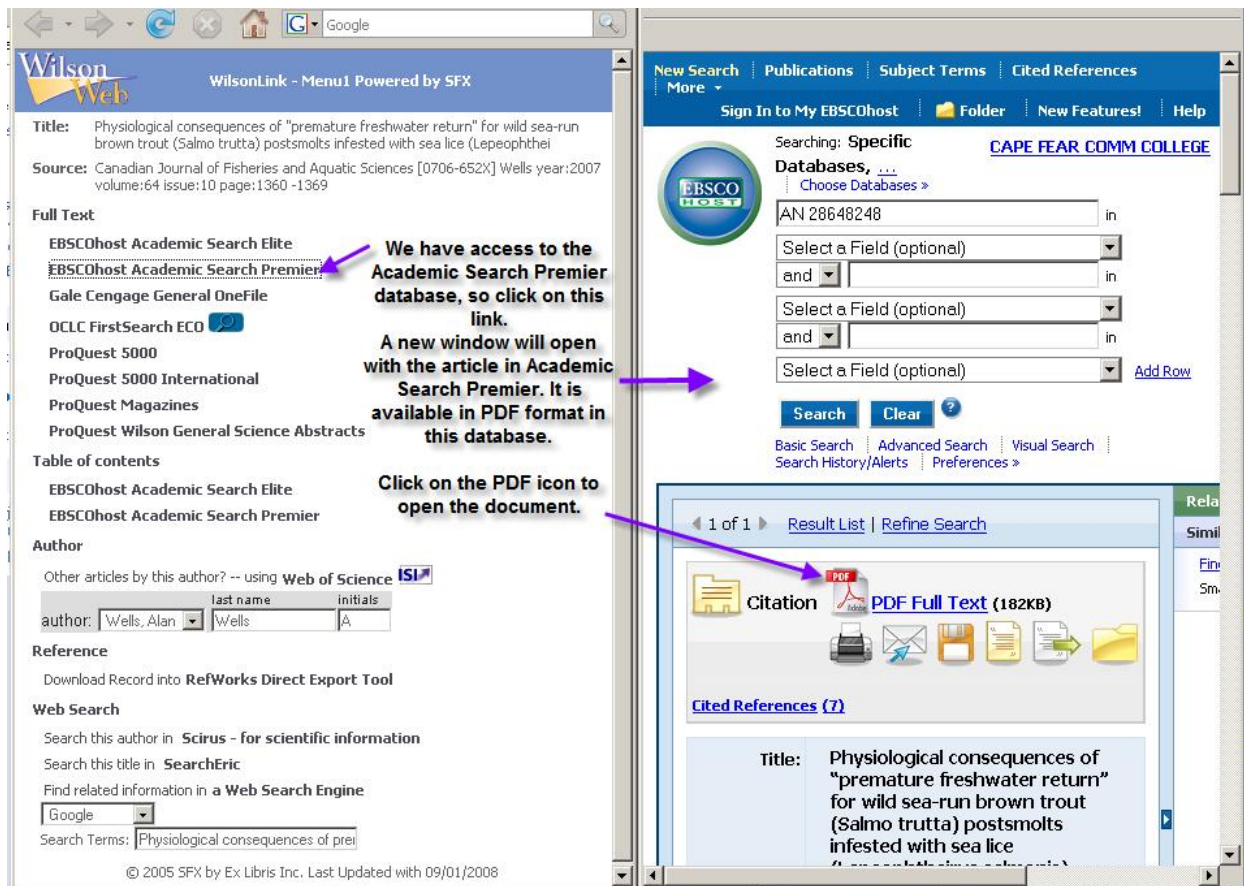 Google
Wilson
Web
WilsonLink - Menu1 Powered by SFX
Title: Physiological consequences of "premature freshwater return" for wild sea-run
brown trout (Salmo trutta) postsmolts infested with sea lice (Lepeophthei
Source: Canadian Journal of Fisheries and Aquatic Sciences [0706-652X] Wells year:2007
volume:64 issue:10 page:1360 -1369
Full Text
EBSCOhost Academic Search Elite
EBSCOhost Academic Search Premier
Gale Cengage General OneFile
OCLC FirstSearch ECO
ProQuest 5000
ProQuest 5000 International
ProQuest Magazines
ProQuest Wilson General Science Abstracts
Table of contents
EBSCOhost Academic Search Elite
EBSCOhost Academic Search Premier
Author
Other articles by this author? -- using Web of Science ISI
last name initials
author: Wells, Alan Wells A
Reference
Download Record into RefWorks Direct Export Tool
Web Search
Search this author in Scirus - for scientific information
Search this title in SearchEric
Find related information in a Web Search Engine
Google
Search Terms: Physiological consequences of prei
© 2005 SFX by Ex Libris Inc. Last Updated with 09/01/2008
We have access to the
Academic Search Premier
database, so click on this
link.
A new window will open
with the article in Academic
Search Premier. It is
available in PDF format in
this database.
Click on the PDF icon to
open the document.
New Search Publications Subject Terms Cited References
More
Sign In to My EBSCOhost Folder New Features! Help
EBSCO
HOST
Searching: Specific CAPE FEAR COMM COLLEGE
Databases, ...
Choose Databases »
AN 28648248 in
Select a Field (optional)
and in
Select a Field (optional)
and in
Select a Field (optional) Add Row
Search Clear ?
Basic Search Advanced Search Visual Search
Search History/Alerts Preferences »
1 of 1 Result List | Refine Search
Citation PDF Adobe PDF Full Text (182KB)
Cited References (7)
Title: Physiological consequences of
"premature freshwater return"
for wild sea-run brown trout
(Salmo trutta) postsmolts
infested with sea lice
Rela
Simil
Fin
Sm